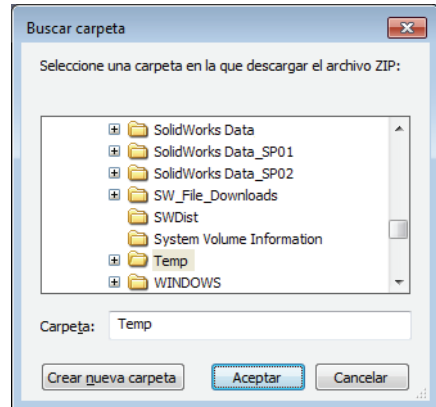 Buscar carpeta
Seleccione una carpeta en la que descargar el archivo ZIP:
SolidWorks Data
SolidWorks Data_SP01
SolidWorks Data_SP02
SW_File_Downloads
SWDist
System Volume Information
Temp
WINDOWS
Carpeta: Temp
Crear nueva carpeta Aceptar Cancelar